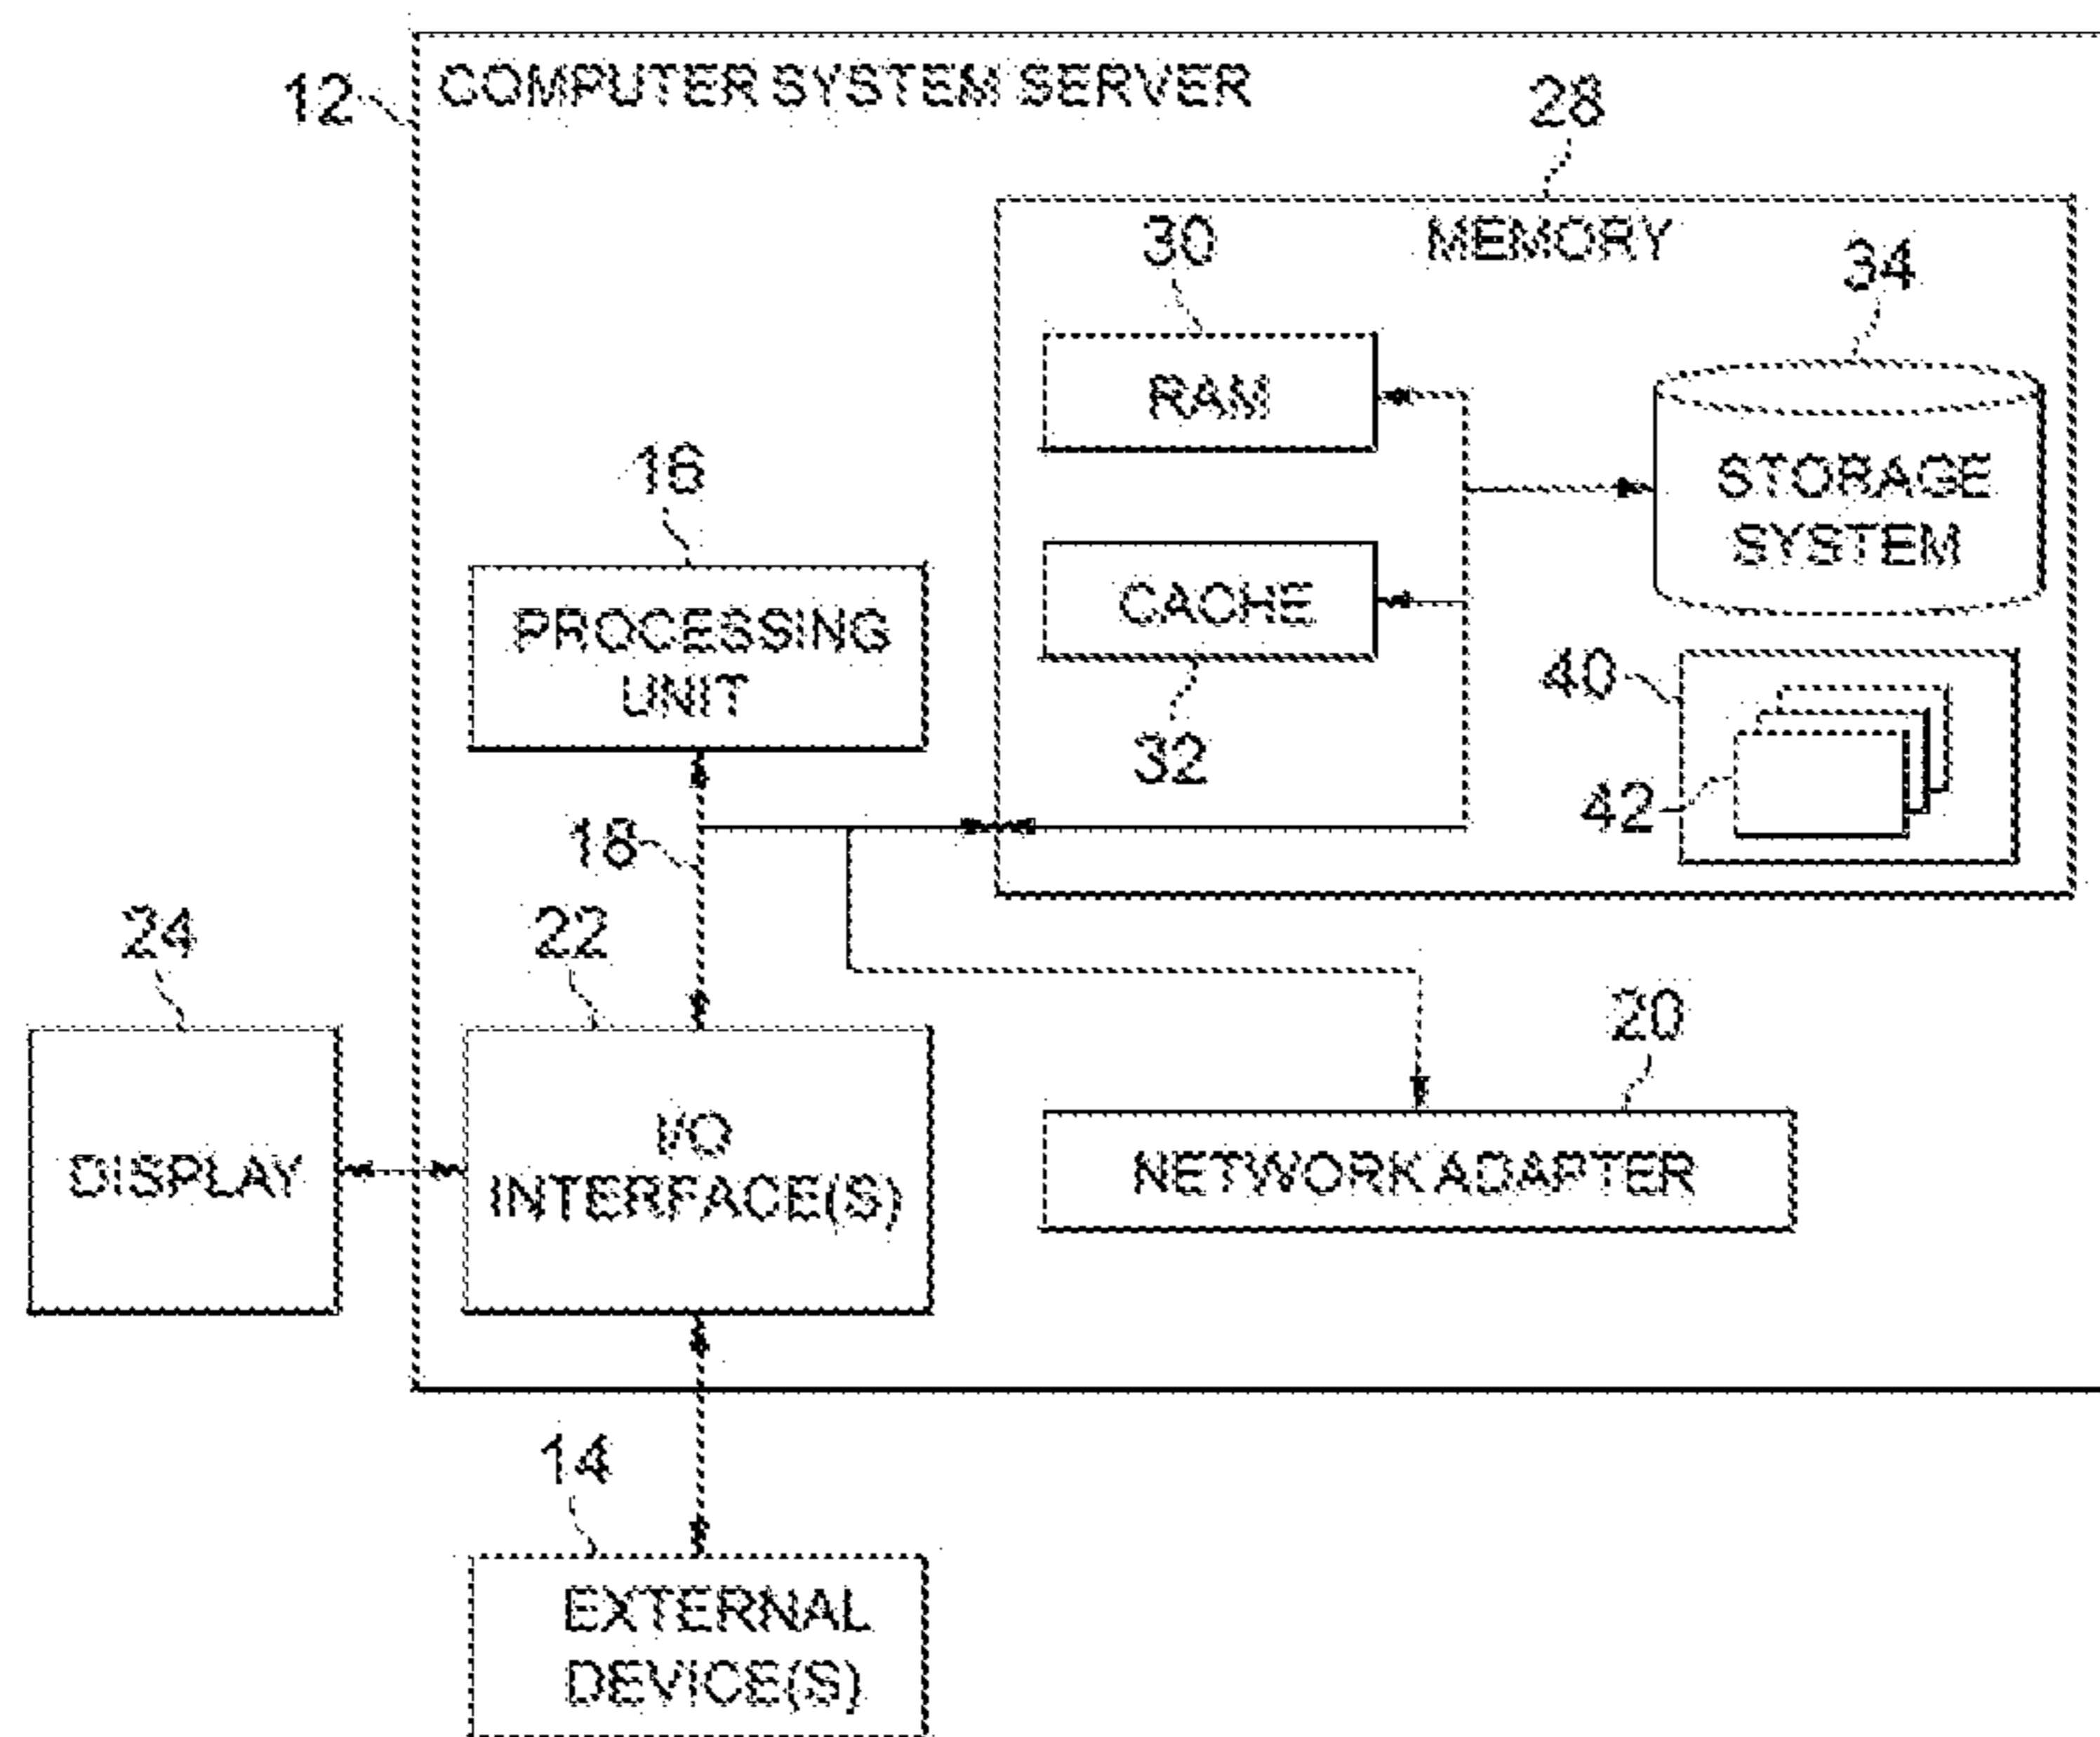 12
COMPUTER SYSTEM SERVER
28
MEMORY
30
34
RAM
STORAGE
SYSTEM
16
PROCESSING
UNIT
CACHE
32
40
42
18
24
22
20
DISPLAY
I/O
INTERFACE(S)
NETWORK ADAPTER
14
EXTERNAL
DEVICE(S)